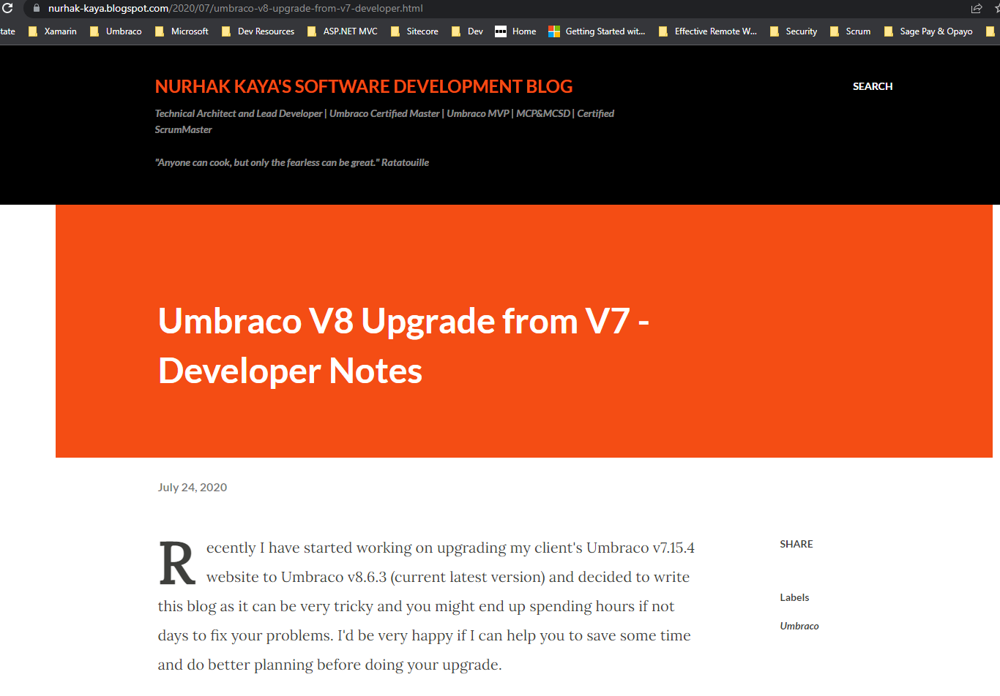 nurhak-kaya.blogspot.com/2020/07/umbraco-v8-upgrade-from-v7-developer.html
tate Xamarin Umbraco Microsoft Dev Resources ASP.NET MVC Sitecore Dev Home Getting Started wit... Effective Remote W... Security Scrum Sage Pay & Opayo
NURHAK KAYA'S SOFTWARE DEVELOPMENT BLOG
SEARCH
Technical Architect and Lead Developer | Umbraco Certified Master | Umbraco MVP | MCP&MCSD | Certified
ScrumMaster
"Anyone can cook, but only the fearless can be great." Ratatouille
Umbraco V8 Upgrade from V7 -
Developer Notes
July 24, 2020
Recently I have started working on upgrading my client's Umbraco v7.15.4
website to Umbraco v8.6.3 (current latest version) and decided to write
this blog as it can be very tricky and you might end up spending hours if not
days to fix your problems. I'd be very happy if I can help you to save some time
and do better planning before doing your upgrade.
SHARE
Labels
Umbraco